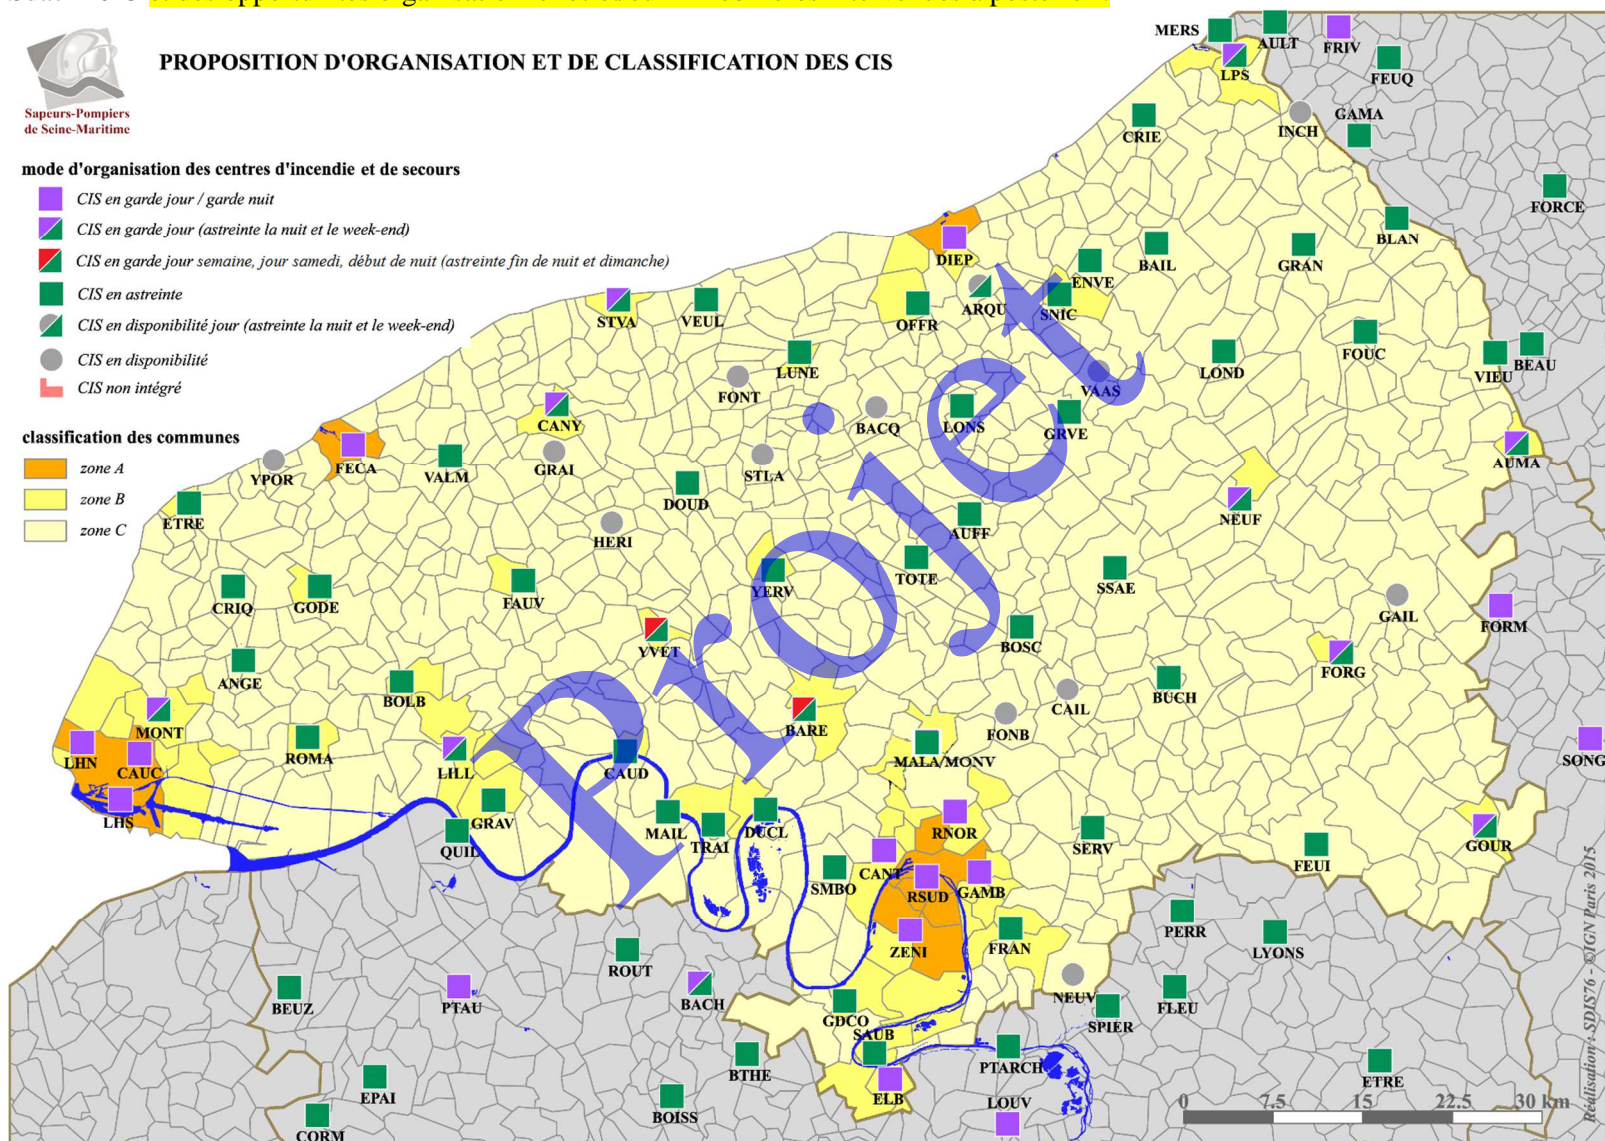 PROPOSITION D'ORGANISATION ET DE CLASSIFICATION DES CIS
Sapeurs-Pompiers
de Seine-Maritime
mode d'organisation des centres d'incendie et de secours
CIS en garde jour / garde nuit
CIS en garde jour (astreinte la nuit et le week-end)
CIS en garde jour semaine, jour samedi, début de nuit (astreinte fin de nuit et dimanche)
CIS en astreinte
CIS en disponibilité jour (astreinte la nuit et le week-end)
CIS en disponibilité
CIS non intégré
classification des communes
zone A
zone B
zone C
MERS
AULT
FRIV
LPS
FEUQ
CRIE
INCH
GAMA
FORCE
BLAN
DIEP
BAIL
GRAN
ENVE
ARQU
SNIC
OFFR
STVA
VEUL
LUNE
FONT
VAAS
LOND
FOUC
VIEU
BEAU
BACQ
LONS
GRVE
CANY
GRAI
STLA
AUMA
YPOR
FECA
VALM
DOUD
NEUF
ETRE
HERI
AUFF
TOTE
YERV
SSAE
CRIQ
GODE
FAUV
GAIL
FORM
YVET
BOSC
ANGE
FORG
BOLB
BUCH
CAIL
MONT
BARE
FONB
LHN
CAUC
ROMA
LILL
CAUD
MALA/MONV
SONG
LHS
GRAV
QUIL
MAIL
TRAI
DUCL
RNOR
SERV
GOUR
FEUI
SMBO
CANT
RSUD
GAMB
ZENI
FRAN
PERR
LYONS
ROUT
BEUZ
PTAU
BACH
NEUV
FLEU
GDCO
SPIER
SAUB
BTHE
PTARCH
ETRE
EPAI
ELB
BOISS
LOUV
CORM
Projet
0 7.5 15 22.5 30 km
Réalisation : SDIS76 - ©IGN Paris 2015